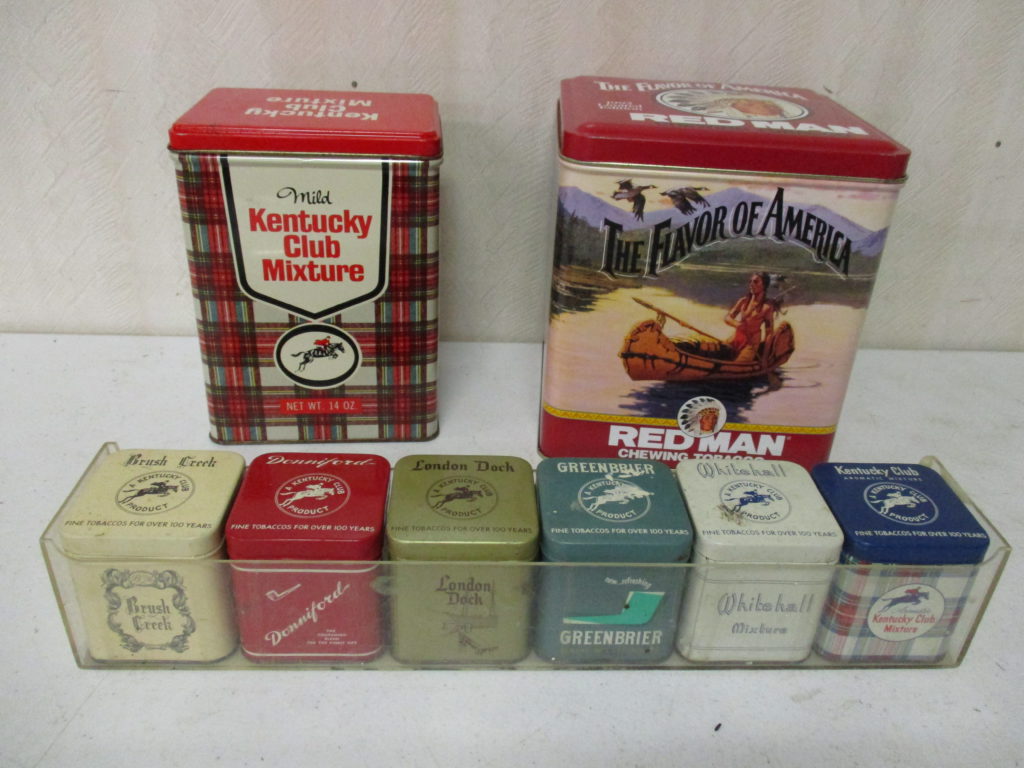 Kentucky
Club
Mixture
Mild
Kentucky
Club
Mixture
NET WT. 14 OZ.
THE FLAVOR OF AMERICA
RED MAN
THE FLAVOR OF AMERICA
RED MAN
CHEWING TOBACCO
Brush Creek
A KENTUCKY CLUB
PRODUCT
FINE TOBACCOS FOR OVER 100 YEARS
Brush
Creek
Donniford
A KENTUCKY CLUB
PRODUCT
FINE TOBACCOS FOR OVER 100 YEARS
Donniford
London Dock
A KENTUCKY CLUB
PRODUCT
FINE TOBACCOS FOR OVER 100 YEARS
London
Dock
GREENBRIER
PRODUCT
FINE TOBACCOS FOR OVER 100 YEARS
new..refreshing
GREENBRIER
Whitehall
A KENTUCKY CLUB
PRODUCT
FINE TOBACCOS FOR OVER 100 YEARS
Whitehall
Mixture
Kentucky Club
AROMATIC MIXTURE
A KENTUCKY CLUB
PRODUCT
FINE TOBACCOS FOR OVER 100 YEARS
Aromatic
Kentucky Club
Mixture